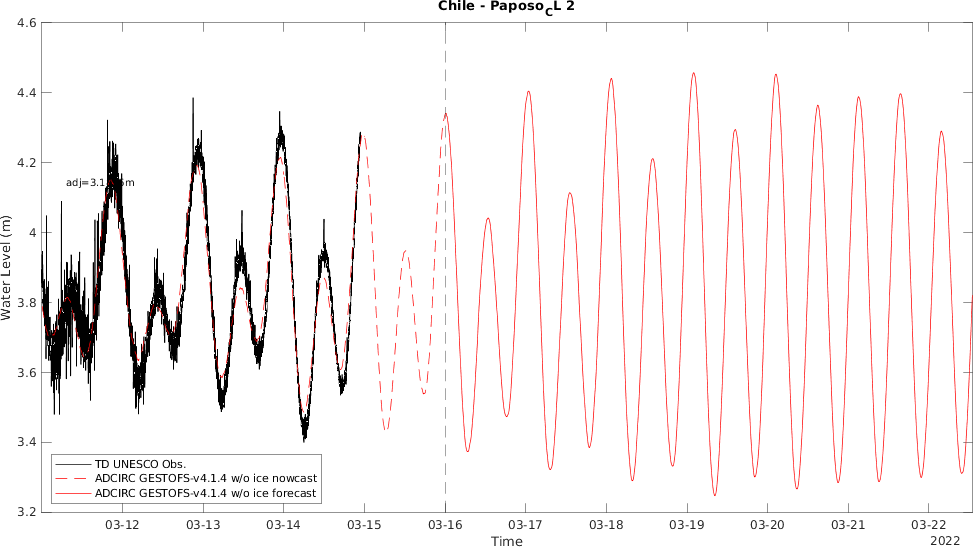 Chile - Paposo_CL 2
4.6
4.4
4.2
4
3.8
3.6
3.4
3.2
Water Level (m)
TD UNESCO Obs.
ADCIRC GESTOFS-v4.1.4 w/o ice nowcast
ADCIRC GESTOFS-v4.1.4 w/o ice forecast
03-12 03-13 03-14 03-15 03-16 03-17 03-18 03-19 03-20 03-21 03-22
Time
2022